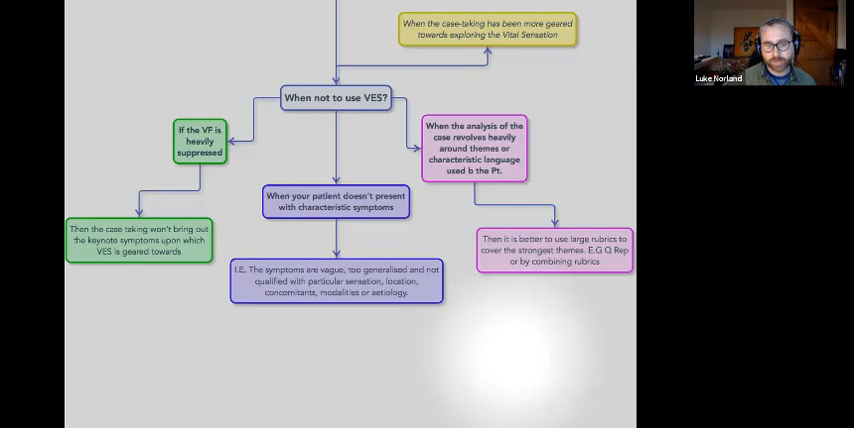 When the case-taking has been more geared
towards exploring the Vital Sensation
Luke Norland
When not to use VES?
If the VF is
heavily
suppressed
When the analysis of the
case revolves heavily
around themes or
characteristic language
used b the Pt.
When your patient doesn't present
with characteristic symptoms
Then the case taking won't bring out
the keynote symptoms upon which
VES is geared towards
Then it is better to use large rubrics to
cover the strongest themes. E.G Q Rep
or by combining rubrics
I.E. The symptoms are vague, too generalised and not
qualified with particular sensation, location,
concomitants, modalities or aetiology.